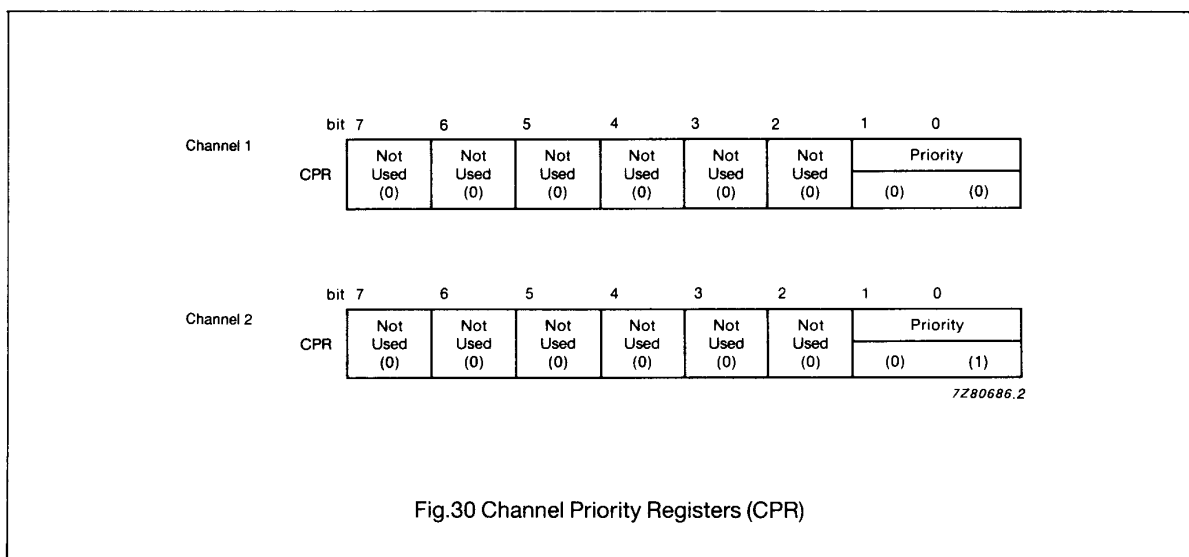 bit 7 6 5 4 3 2 1 0
Channel 1
CPR
Not Used (0) Not Used (0) Not Used (0) Not Used (0) Not Used (0) Not Used (0) Priority
(0) (0)
bit 7 6 5 4 3 2 1 0
Channel 2
CPR
Not Used (0) Not Used (0) Not Used (0) Not Used (0) Not Used (0) Not Used (0) Priority
(0) (1)
7Z80686.2
Fig.30 Channel Priority Registers (CPR)